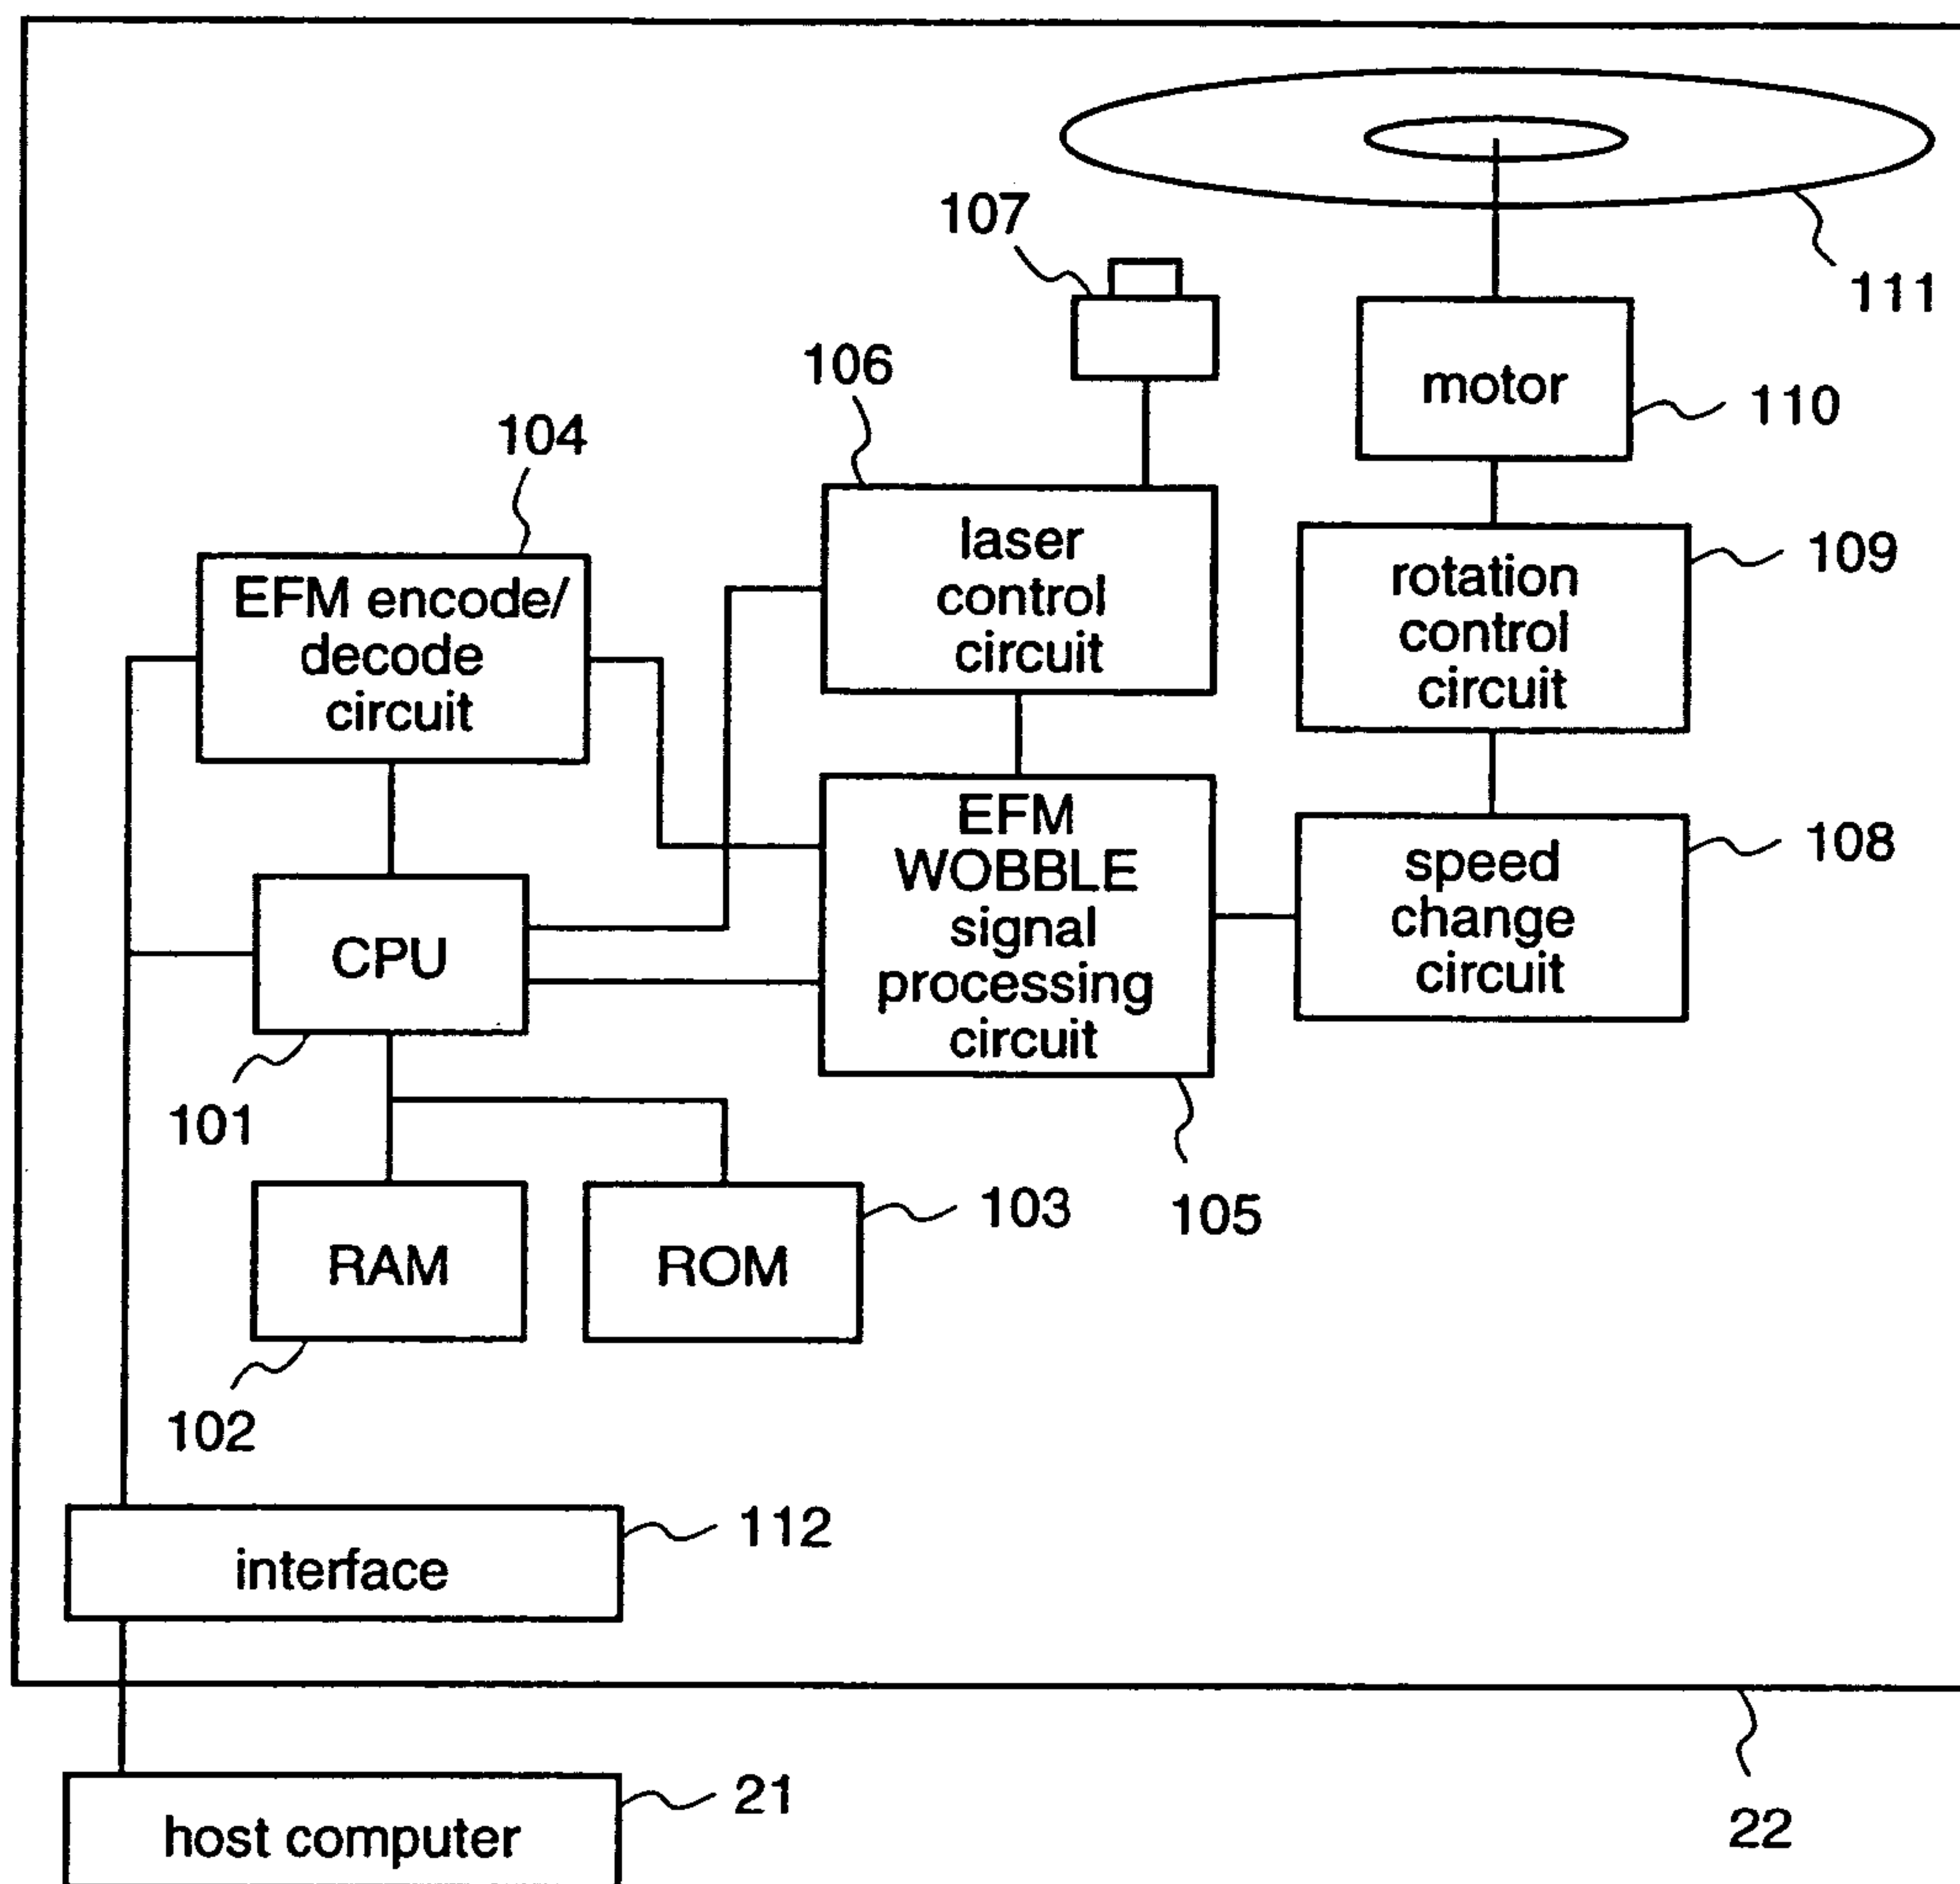 111
107
motor
110
106
104
laser
control
circuit
rotation
control
circuit
109
EFM encode/
decode
circuit
EFM
WOBBLE
signal
processing
circuit
speed
change
circuit
108
CPU
101
105
RAM
ROM
103
102
interface
112
host computer
21
22